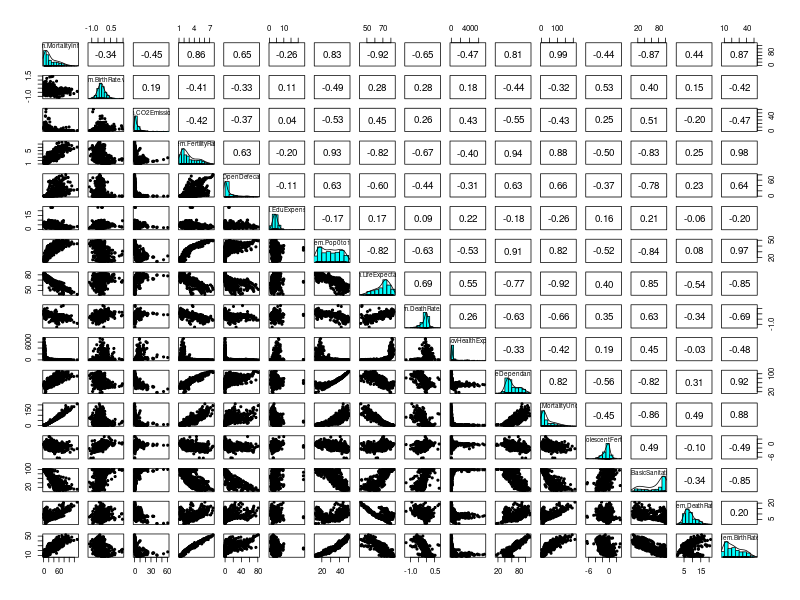 -1.0 0.5 1 4 7 0 10 50 70 0 4000 0 100 20 80 10 40
n.MortalityInf -0.34 -0.45 0.86 0.65 -0.26 0.83 -0.92 -0.65 -0.47 0.81 0.99 -0.44 -0.87 0.44 0.87 0 80
-1.0 m.BirthRate. 0.19 -0.41 -0.33 0.11 -0.49 0.28 0.28 0.18 -0.44 -0.32 0.53 0.40 0.15 -0.42
CO2Emissio -0.42 -0.37 0.04 -0.53 0.45 0.26 0.43 -0.55 -0.43 0.25 0.51 -0.20 -0.47 0 40
1 5 m.FertilityRa 0.63 -0.20 0.93 -0.82 -0.67 -0.40 0.94 0.88 -0.50 -0.83 0.25 0.98
OpenDefeca -0.11 0.63 -0.60 -0.44 -0.31 0.63 0.66 -0.37 -0.78 0.23 0.64 0 60
0 15 .EduExpens -0.17 0.17 0.09 0.22 -0.18 -0.26 0.16 0.21 -0.06 -0.20
em.Pop0to1 -0.82 -0.63 -0.53 0.91 0.82 -0.52 -0.84 0.08 0.97 20 50
50 80 .LifeExpecta 0.69 0.55 -0.77 -0.92 0.40 0.85 -0.54 -0.85
n.DeathRate. 0.26 -0.63 -0.66 0.35 0.63 -0.34 -0.69 -1.0
0 6000 ovHealthExp -0.33 -0.42 0.19 0.45 -0.03 -0.48
eDependan 0.82 -0.56 -0.82 0.31 0.92 20 100
0 150 MortalityUnd -0.45 -0.86 0.49 0.88
olescentFert 0.49 -0.10 -0.49 -6 0
20 100 BasicSanitat -0.34 -0.85
em.DeathRat 0.20 5 20
10 50 em.BirthRate
0 60 0 30 60 0 40 80 20 40 -1.0 0.5 20 80 -6 0 5 15